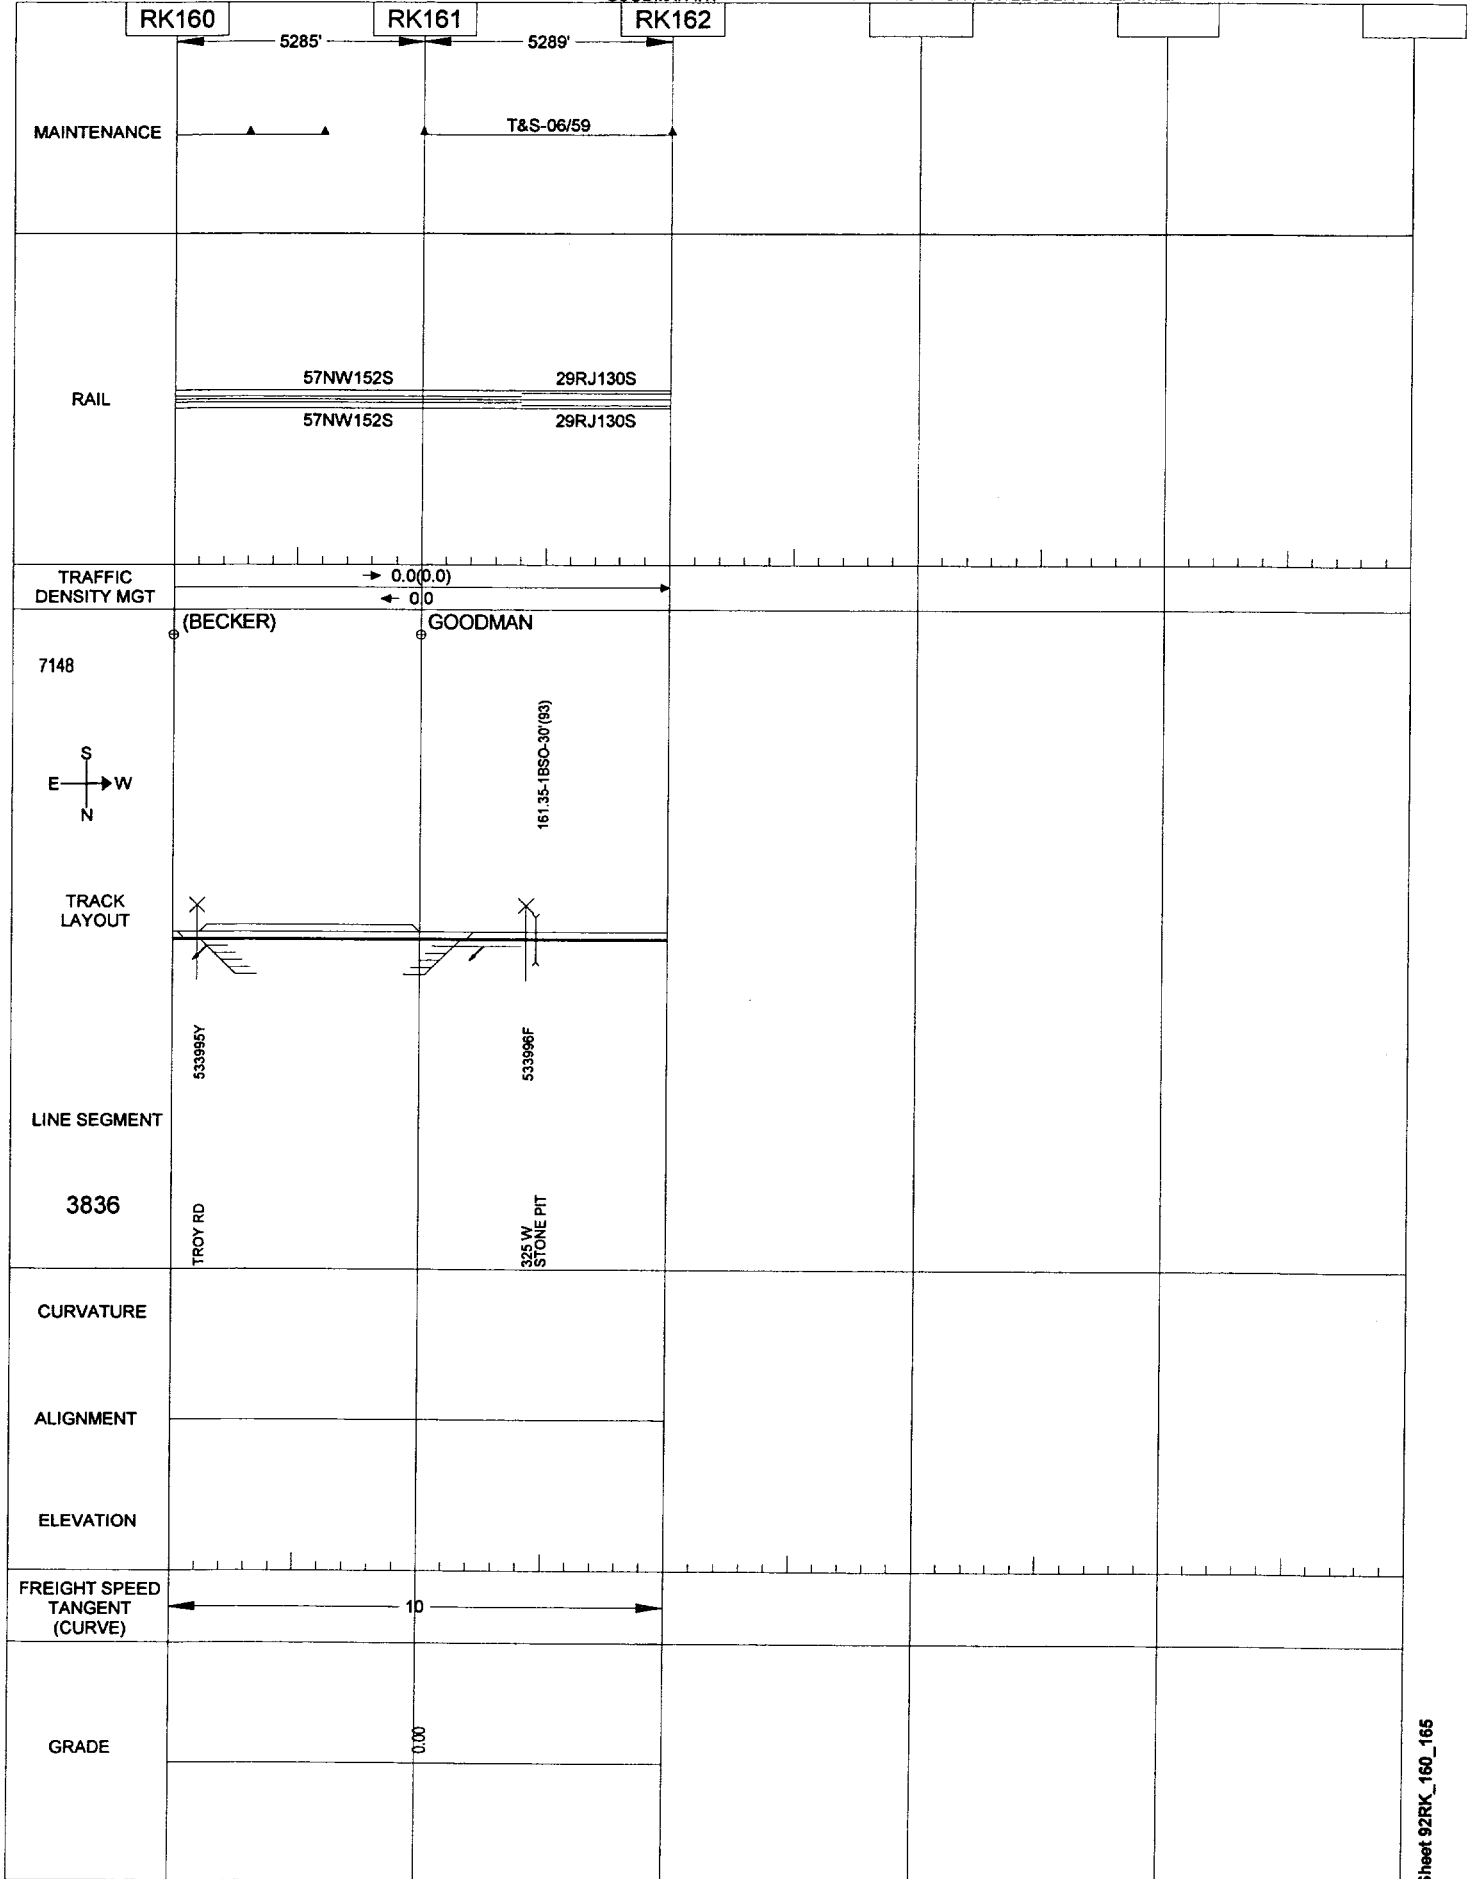 RK160 RK161 RK162
5285' 5289'
MAINTENANCE
T&S-06/59
RAIL
57NW152S 29RJ130S
57NW152S 29RJ130S
TRAFFIC
DENSITY MGT
0.0(0.0)
0.0
(BECKER) GOODMAN
7148
S
E W
N
161.35-1BSO-30'(93)
TRACK
LAYOUT
533995Y
533996F
LINE SEGMENT
3836
TROY RD
325 W
STONE PIT
CURVATURE
ALIGNMENT
ELEVATION
FREIGHT SPEED
TANGENT
(CURVE)
10
GRADE
0.00
Sheet 92RK_160_165